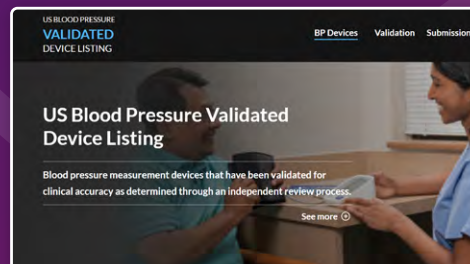 US BLOOD PRESSURE
VALIDATED
DEVICE LISTING
BP Devices Validation Submission
US Blood Pressure Validated
Device Listing
Blood pressure measurement devices that have been validated for
clinical accuracy as determined through an independent review process.
See more